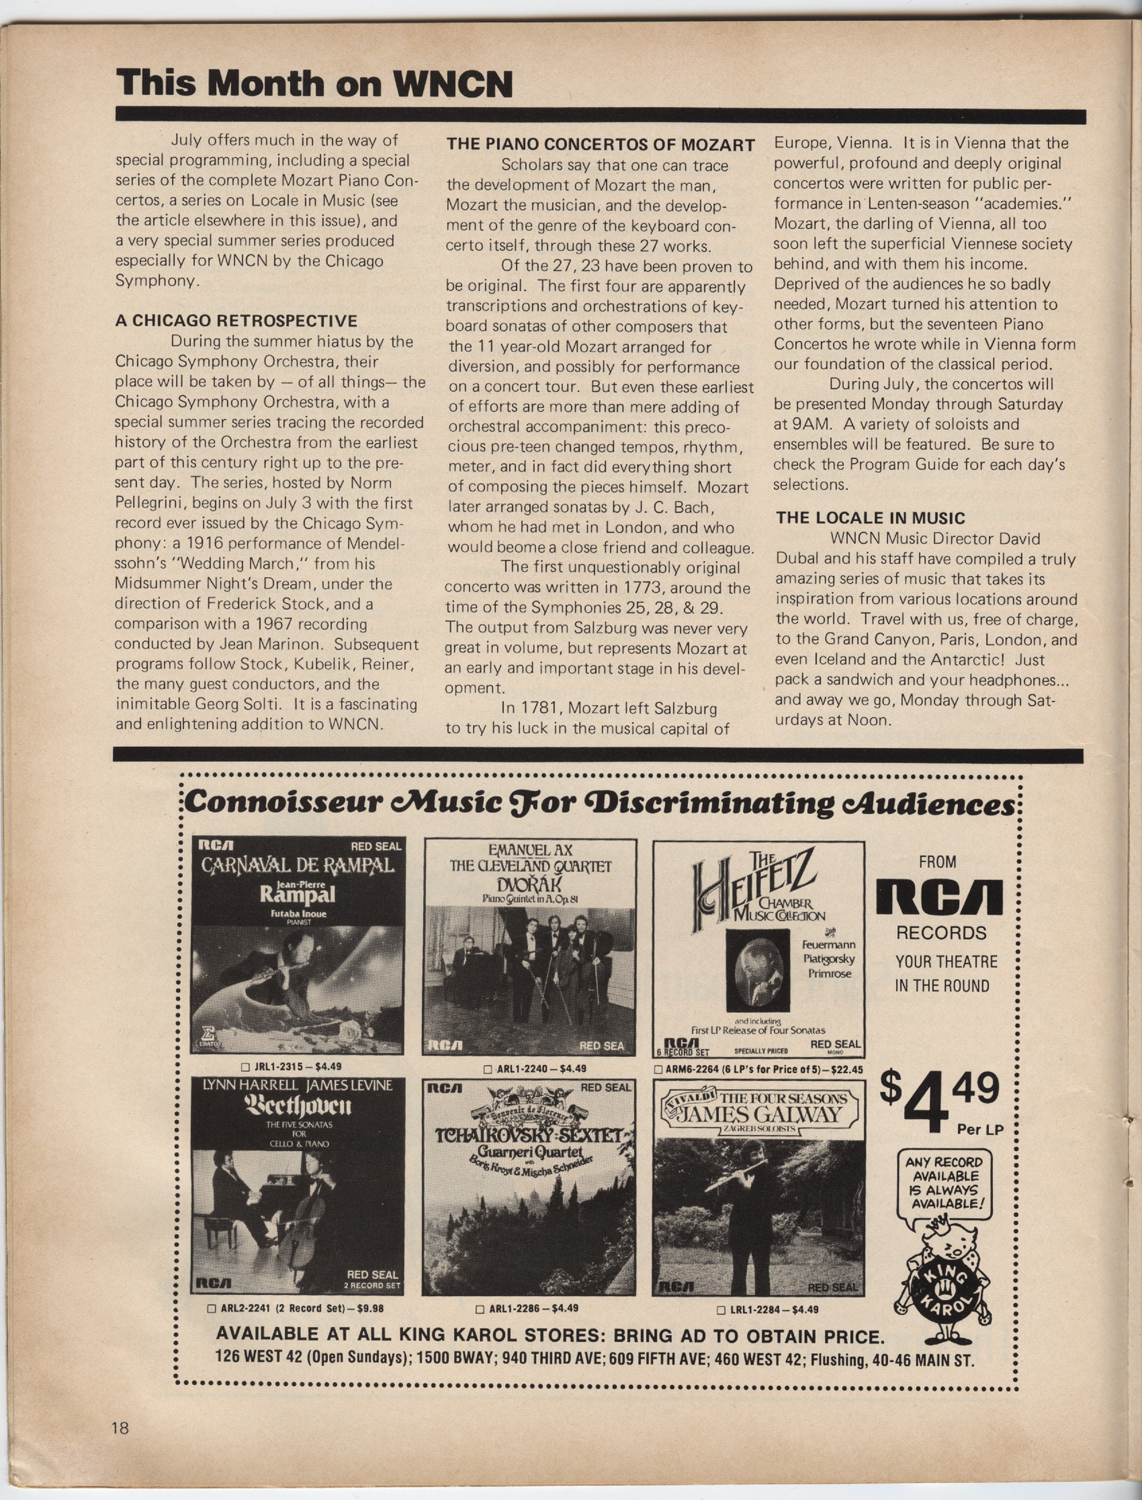 This Month on WNCN
July offers much in the way of
special programming, including a special
series of the complete Mozart Piano Con-
certos, a series on Locale in Music (see
the article elsewhere in this issue), and
a very special summer series produced
especially for WNCN by the Chicago
Symphony.
A CHICAGO RETROSPECTIVE
During the summer hiatus by the
Chicago Symphony Orchestra, their
place will be taken by — of all things— the
Chicago Symphony Orchestra, with a
special summer series tracing the recorded
history of the Orchestra from the earliest
part of this century right up to the pre-
sent day. The series, hosted by Norm
Pellegrini, begins on July 3 with the first
record ever issued by the Chicago Sym-
phony: a 1916 performance of Mendel-
ssohn's "Wedding March," from his
Midsummer Night's Dream, under the
direction of Frederick Stock, and a
comparison with a 1967 recording
conducted by Jean Marinon. Subsequent
programs follow Stock, Kubelik, Reiner,
the many guest conductors, and the
inimitable Georg Solti. It is a fascinating
and enlightening addition to WNCN.
THE PIANO CONCERTOS OF MOZART
Scholars say that one can trace
the development of Mozart the man,
Mozart the musician, and the develop-
ment of the genre of the keyboard con-
certo itself, through these 27 works.
Of the 27, 23 have been proven to
be original. The first four are apparently
transcriptions and orchestrations of key-
board sonatas of other composers that
the 11 year-old Mozart arranged for
diversion, and possibly for performance
on a concert tour. But even these earliest
of efforts are more than mere adding of
orchestral accompaniment: this preco-
cious pre-teen changed tempos, rhythm,
meter, and in fact did everything short
of composing the pieces himself. Mozart
later arranged sonatas by J. C. Bach,
whom he had met in London, and who
would beome a close friend and colleague.
The first unquestionably original
concerto was written in 1773, around the
time of the Symphonies 25, 28, & 29.
The output from Salzburg was never very
great in volume, but represents Mozart at
an early and important stage in his devel-
opment.
In 1781, Mozart left Salzburg
to try his luck in the musical capital of
Europe, Vienna. It is in Vienna that the
powerful, profound and deeply original
concertos were written for public per-
formance in Lenten-season "academies."
Mozart, the darling of Vienna, all too
soon left the superficial Viennese society
behind, and with them his income.
Deprived of the audiences he so badly
needed, Mozart turned his attention to
other forms, but the seventeen Piano
Concertos he wrote while in Vienna form
our foundation of the classical period.
During July, the concertos will
be presented Monday through Saturday
at 9AM. A variety of soloists and
ensembles will be featured. Be sure to
check the Program Guide for each day's
selections.
THE LOCALE IN MUSIC
WNCN Music Director David
Dubal and his staff have compiled a truly
amazing series of music that takes its
inspiration from various locations around
the world. Travel with us, free of charge,
to the Grand Canyon, Paris, London, and
even Iceland and the Antarctic! Just
pack a sandwich and your headphones...
and away we go, Monday through Sat-
urdays at Noon.
Connoisseur Music For Discriminating Audiences
RCA RED SEAL
CARNAVAL DE RAMPAL
Jean-Pierre
Rampal
Futaba Inoue
PIANIST
ERATO
JRL1-2315—$4.49
EMANUEL AX
THE CLEVELAND QUARTET
DVOŘÁK
Piano Quintet in A, Op. 81
RCA RED SEA
ARL1-2240—$4.49
THE
HEIFETZ
CHAMBER
MUSIC COLLECTION
Feuermann
Piatigorsky
Primrose
and including
First LP Release of Four Sonatas
RCA RED SEAL
6 RECORD SET SPECIALLY PRICED MONO
ARM6-2264 (6 LP's for Price of 5)—$22.45
FROM
RCA
RECORDS
YOUR THEATRE
IN THE ROUND
LYNN HARRELL JAMES LEVINE
Beethoven
THE FIVE SONATAS
FOR
CELLO & PIANO
RCA RED SEAL
2 RECORD SET
ARL2-2241 (2 Record Set)—$9.98
RCA RED SEAL
Souvenir de Florence
TCHAIKOVSKY:SEXTET
Guarneri Quartet
with
Boris Kroyt & Mischa Schneider
ARL1-2286—$4.49
VIVALDI THE FOUR SEASONS
JAMES GALWAY
ZAGREB SOLOISTS
RCA RED SEAL
LRL1-2284—$4.49
$4.49
Per LP
ANY RECORD
AVAILABLE
IS ALWAYS
AVAILABLE!
KING
KAROL
AVAILABLE AT ALL KING KAROL STORES: BRING AD TO OBTAIN PRICE.
126 WEST 42 (Open Sundays); 1500 BWAY; 940 THIRD AVE; 609 FIFTH AVE; 460 WEST 42; Flushing, 40-46 MAIN ST.
18